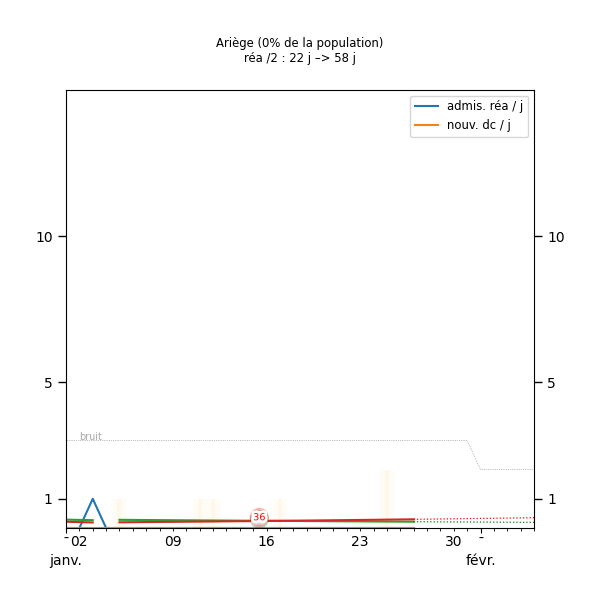 Ariège (0% de la population)
réa /2 : 22 j –> 58 j
admis. réa / j
nouv. dc / j
10
10
5
5
bruit
1
1
36
- 02 09 16 23 30 -
janv. févr.